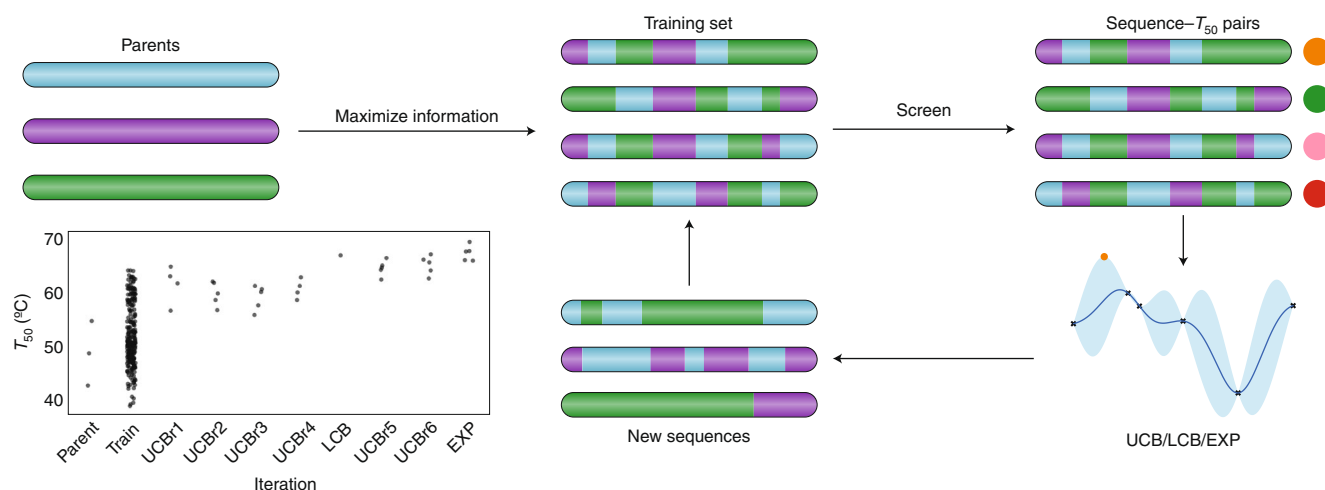 Parents
Maximize information
Training set
Screen
Sequence–T50 pairs
T50 (ºC)
70
60
50
40
Parent
Train
UCBr1
UCBr2
UCBr3
UCBr4
LCB
UCBr5
UCBr6
EXP
Iteration
New sequences
UCB/LCB/EXP